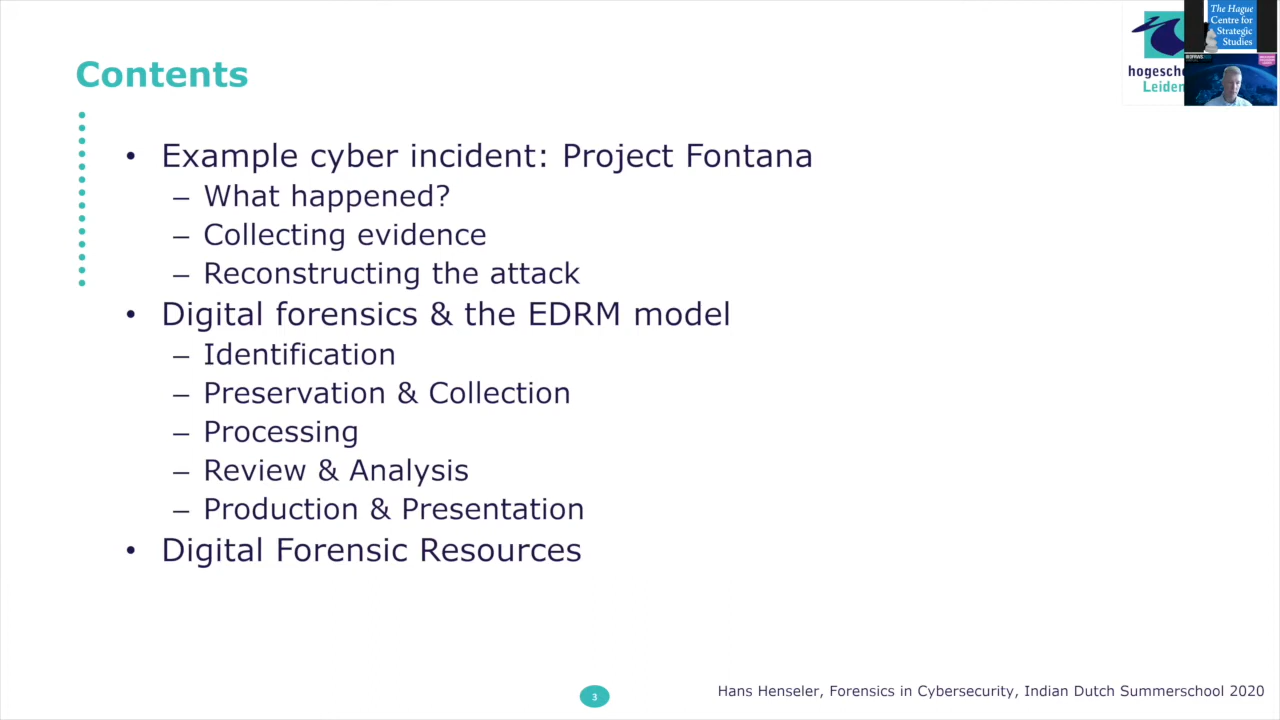 Contents
• Example cyber incident: Project Fontana
– What happened?
– Collecting evidence
– Reconstructing the attack
• Digital forensics & the EDRM model
– Identification
– Preservation & Collection
– Processing
– Review & Analysis
– Production & Presentation
• Digital Forensic Resources
hogesch
Leiden
The Hague
Centre for
Strategic
Studies
3
Hans Henseler, Forensics in Cybersecurity, Indian Dutch Summerschool 2020